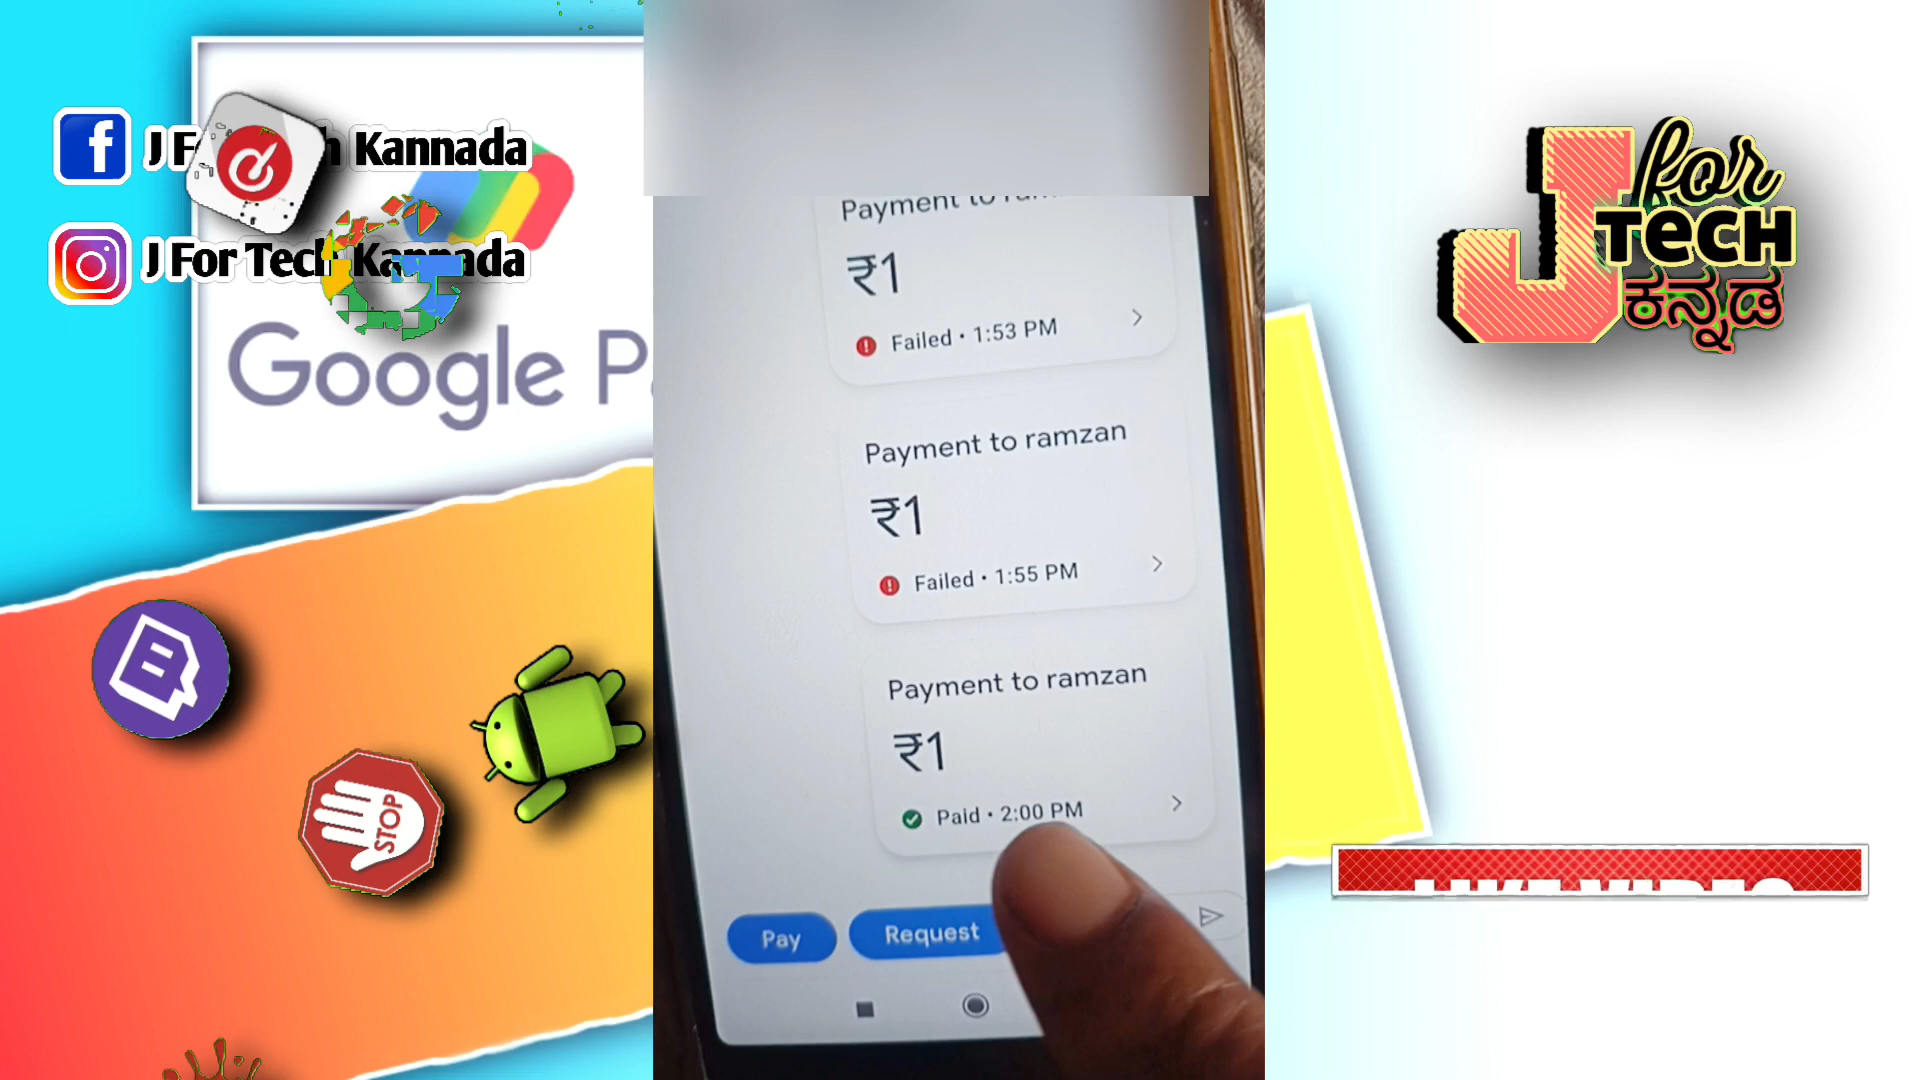 J F
Kannada
J For Tech Kannada
Google P
Payment to
₹1
Failed • 1:53 PM
Payment to ramzan
₹1
Failed • 1:55 PM
Payment to ramzan
₹1
Paid • 2:00 PM
Pay
Request
STOP
J for
TECH
ಕನ್ನಡ